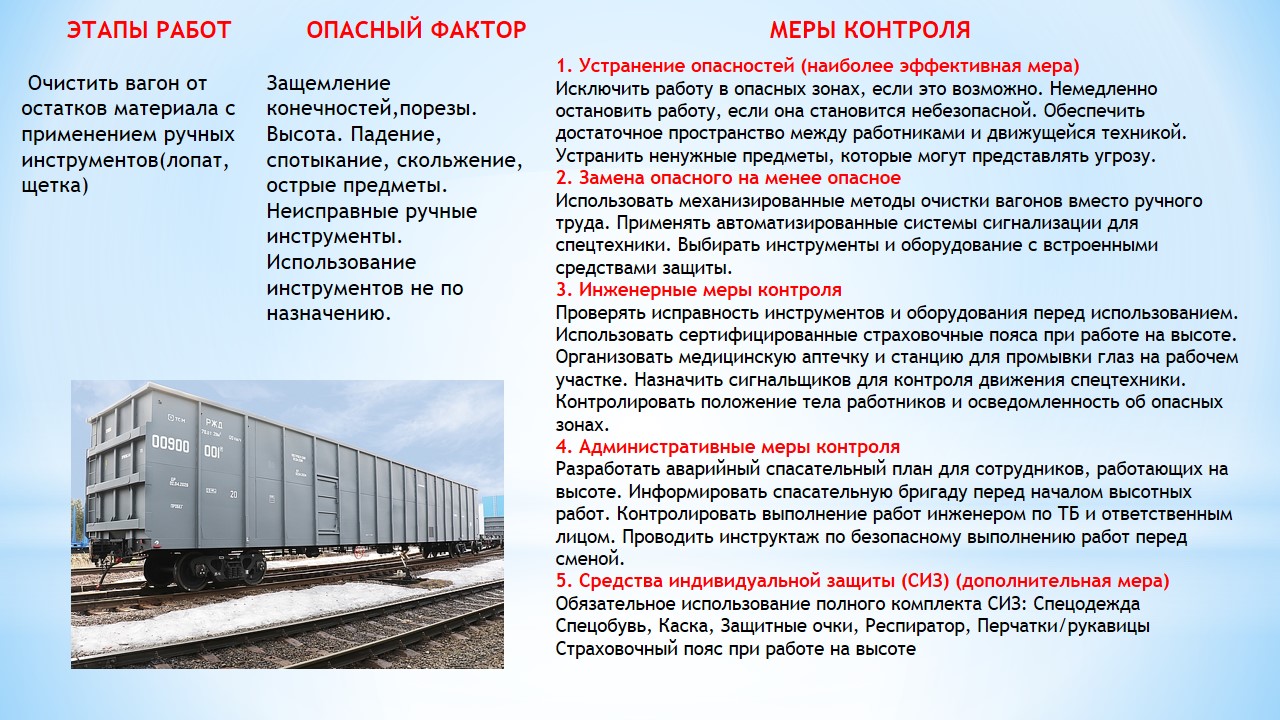 ЭТАПЫ РАБОТ
ОПАСНЫЙ ФАКТОР
МЕРЫ КОНТРОЛЯ
Очистить вагон от
остатков материала с
применением ручных
инструментов(лопат,
щетка)
Защемление
конечностей,порезы.
Высота. Падение,
спотыкание, скольжение,
острые предметы.
Неисправные ручные
инструменты.
Использование
инструментов не по
назначению.
1. Устранение опасностей (наиболее эффективная мера)
Исключить работу в опасных зонах, если это возможно. Немедленно
остановить работу, если она становится небезопасной. Обеспечить
достаточное пространство между работниками и движущейся техникой.
Устранить ненужные предметы, которые могут представлять угрозу.
2. Замена опасного на менее опасное
Использовать механизированные методы очистки вагонов вместо ручного
труда. Применять автоматизированные системы сигнализации для
спецтехники. Выбирать инструменты и оборудование с встроенными
средствами защиты.
3. Инженерные меры контроля
Проверять исправность инструментов и оборудования перед использованием.
Использовать сертифицированные страховочные пояса при работе на высоте.
Организовать медицинскую аптечку и станцию для промывки глаз на рабочем
участке. Назначить сигнальщиков для контроля движения спецтехники.
Контролировать положение тела работников и осведомленность об опасных
зонах.
4. Административные меры контроля
Разработать аварийный спасательный план для сотрудников, работающих на
высоте. Информировать спасательную бригаду перед началом высотных
работ. Контролировать выполнение работ инженером по ТБ и ответственным
лицом. Проводить инструктаж по безопасному выполнению работ перед
сменой.
5. Средства индивидуальной защиты (СИЗ) (дополнительная мера)
Обязательное использование полного комплекта СИЗ: Спецодежда
Спецобувь, Каска, Защитные очки, Респиратор, Перчатки/рукавицы
Страховочный пояс при работе на высоте
РЖД
00900
001
20